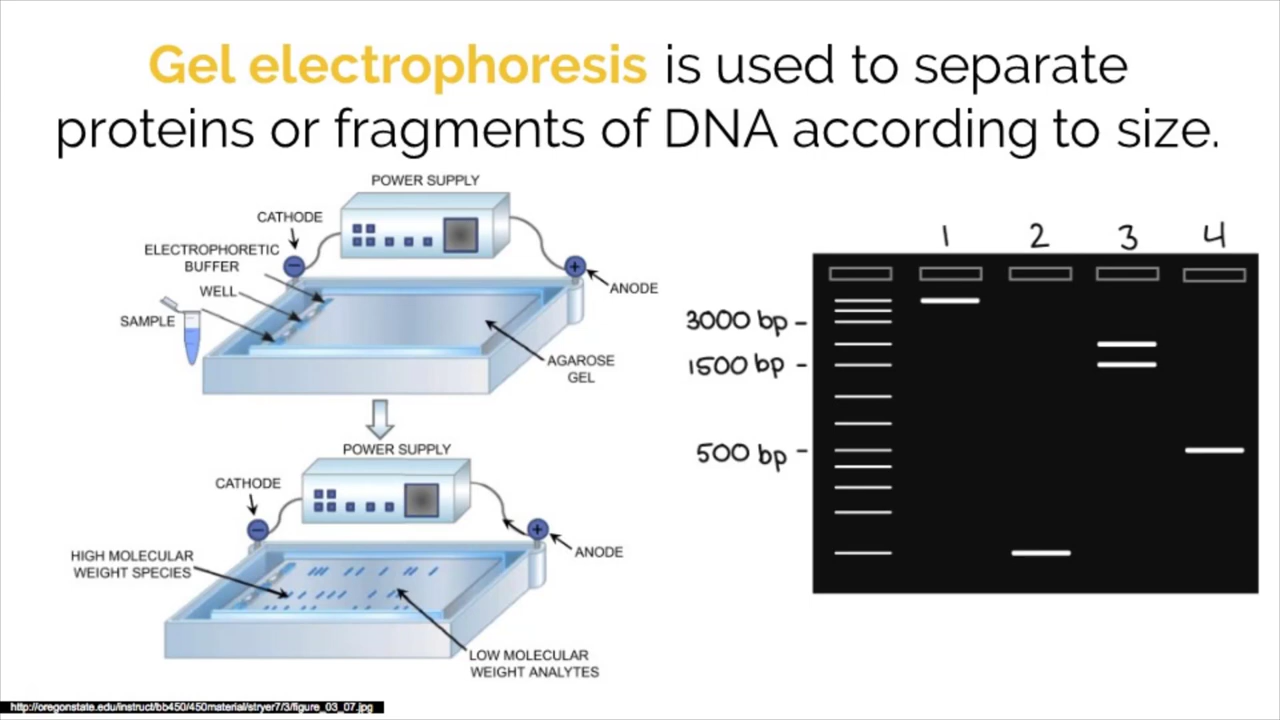 Gel electrophoresis is used to separate
proteins or fragments of DNA according to size.
POWER SUPPLY
CATHODE
ELECTROPHORETIC
BUFFER
WELL
SAMPLE
ANODE
AGAROSE
GEL
POWER SUPPLY
CATHODE
HIGH MOLECULAR
WEIGHT SPECIES
ANODE
LOW MOLECULAR
WEIGHT ANALYTES
1 2 3 4
3000 bp -
1500 bp -
500 bp -
http://oregonstate.edu/instruct/bb450/450material/stryer7/3/figure_03_07.jpg